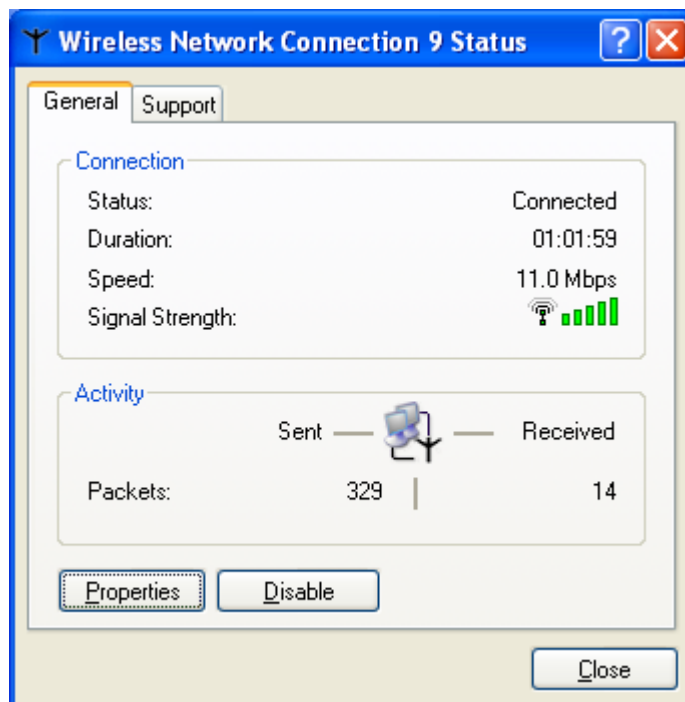 Wireless Network Connection 9 Status
General Support
Connection
Status: Connected
Duration: 01:01:59
Speed: 11.0 Mbps
Signal Strength:
Activity
Sent Received
Packets: 329 14
Properties Disable
Close